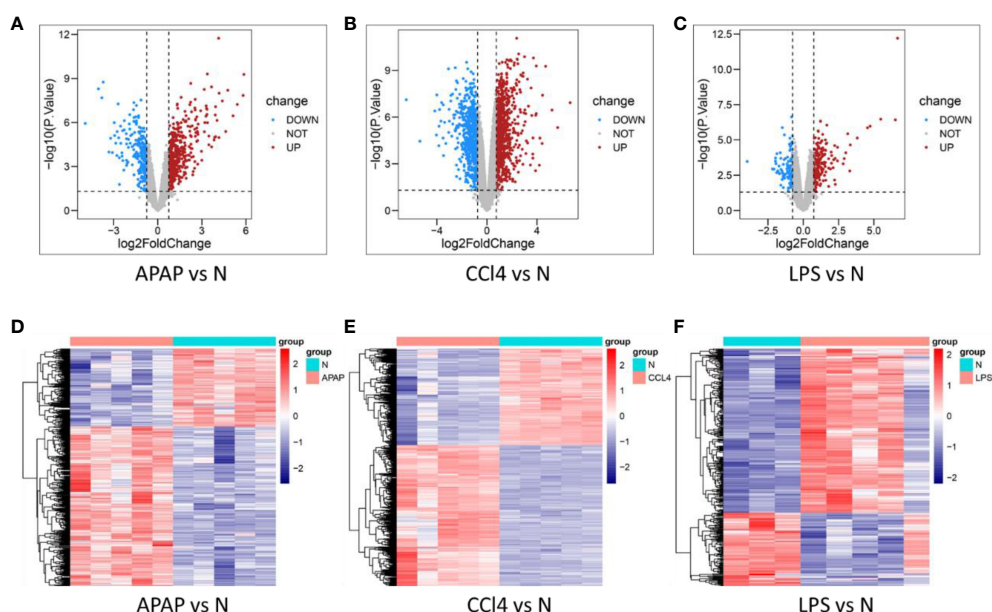 A
12
9
6
3
0
−3
0
3
6
−log10(P.Value)
log2FoldChange
change
DOWN
NOT
UP
APAP vs N
B
9
6
3
0
−4
0
4
−log10(P.Value)
log2FoldChange
change
DOWN
NOT
UP
CCl4 vs N
C
12.5
10.0
7.5
5.0
2.5
0.0
−2.5
0.0
2.5
5.0
−log10(P.Value)
log2FoldChange
change
DOWN
NOT
UP
LPS vs N
D
group
2
1
0
−1
−2
group
N
APAP
APAP vs N
E
group
2
1
0
−1
−2
group
N
CCL4
CCl4 vs N
F
group
2
1
0
−1
−2
group
N
LPS
LPS vs N